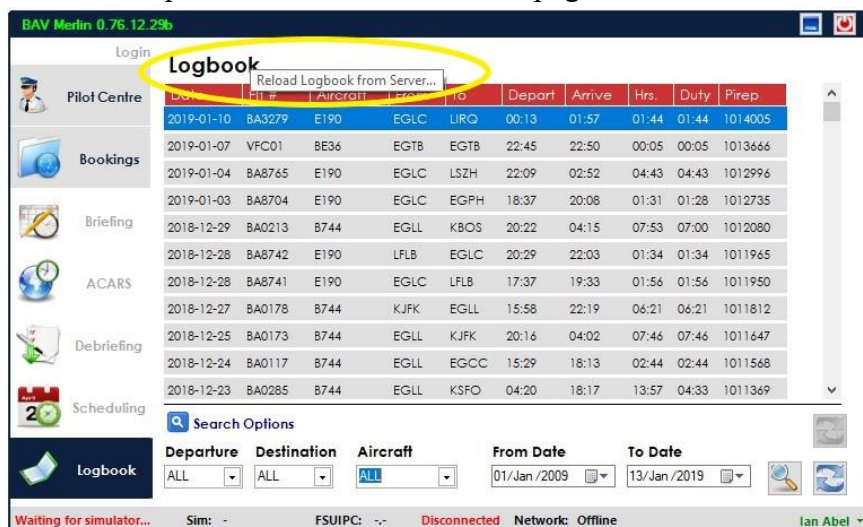 BAV Merlin 0.76.12.29b
Login
Pilot Centre
Bookings
Briefing
ACARS
Debriefing
April
2
Scheduling
Logbook
Logbook
Reload Logbook from Server...
Date Flt # Aircraft From To Depart Arrive Hrs. Duty Pirep
2019-01-10 BA3279 E190 EGLC LIRQ 00:13 01:57 01:44 01:44 1014005
2019-01-07 VFC01 BE36 EGTB EGTB 22:45 22:50 00:05 00:05 1013666
2019-01-04 BA8765 E190 EGLC LSZH 22:09 02:52 04:43 04:43 1012996
2019-01-03 BA8704 E190 EGLC EGPH 18:37 20:08 01:31 01:28 1012735
2018-12-29 BA0213 B744 EGLL KBOS 20:22 04:15 07:53 07:00 1012080
2018-12-28 BA8742 E190 LFLB EGLC 20:29 22:03 01:34 01:34 1011965
2018-12-28 BA8741 E190 EGLC LFLB 17:37 19:33 01:56 01:56 1011950
2018-12-27 BA0178 B744 KJFK EGLL 15:58 22:19 06:21 06:21 1011812
2018-12-25 BA0173 B744 EGLL KJFK 20:16 04:02 07:46 07:46 1011647
2018-12-24 BA0117 B744 EGLL EGCC 15:29 18:13 02:44 02:44 1011568
2018-12-23 BA0285 B744 EGLL KSFO 04:20 18:17 13:57 04:33 1011369
Search Options
Departure Destination Aircraft From Date To Date
ALL ALL ALL 01/Jan /2009 13/Jan /2019
Waiting for simulator... Sim: - FSUIPC: -.- Disconnected Network: Offline Ian Abel